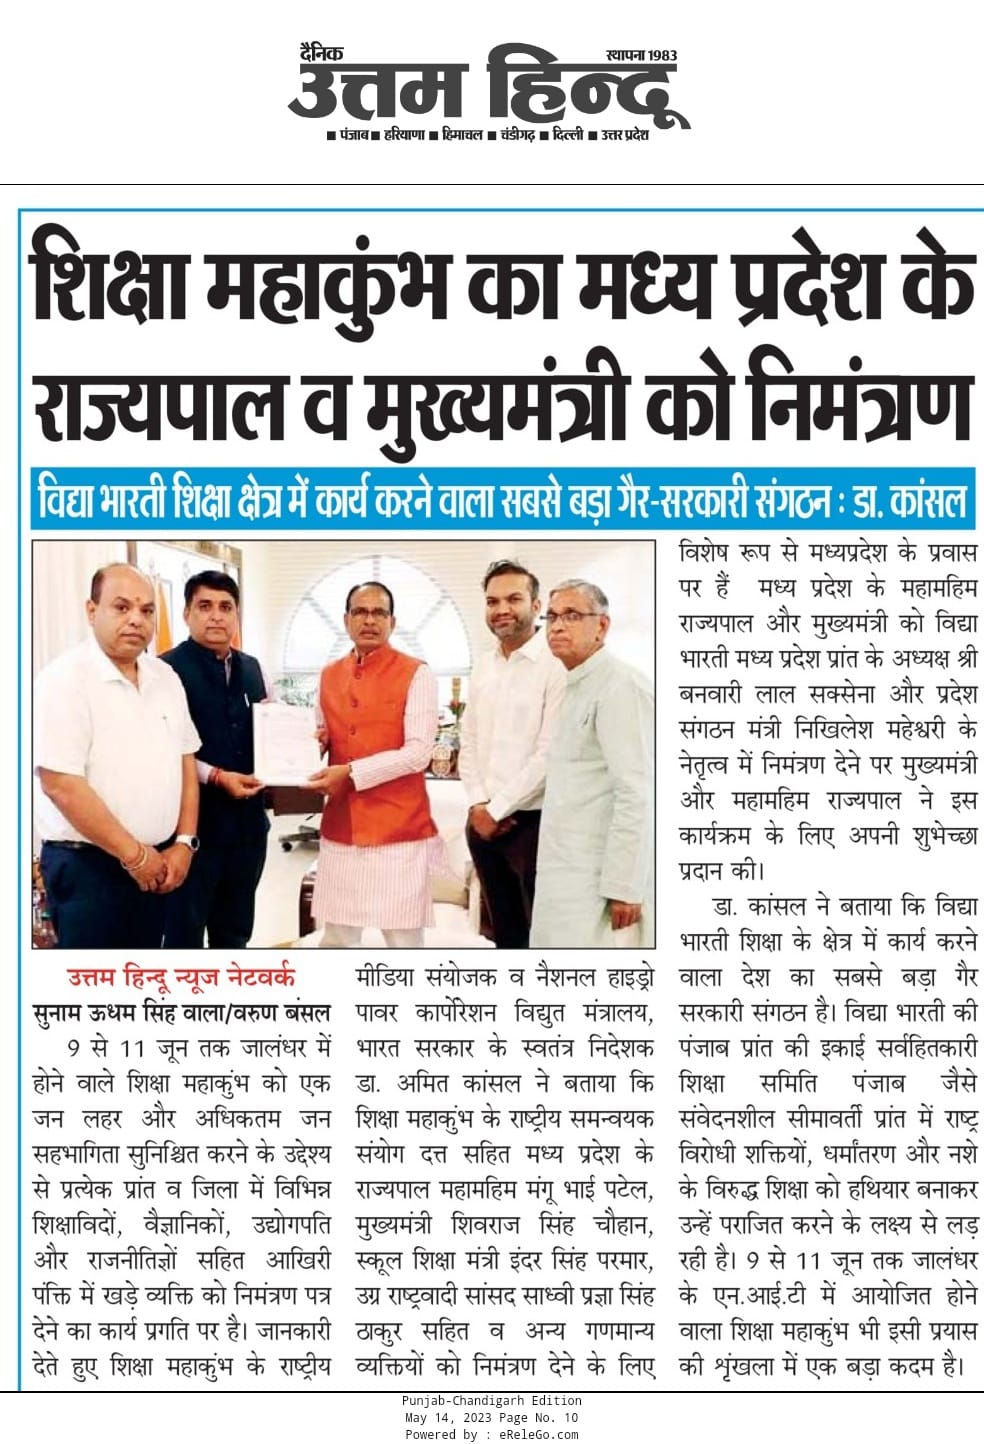 दैनिक
स्थापना 1983
उत्तम हिन्दू
■ पंजाब ■ हरियाणा ■ हिमाचल ■ चंडीगढ़ ■ दिल्ली ■ उत्तर प्रदेश
शिक्षा महाकुंभ का मध्य प्रदेश के
राज्यपाल व मुख्यमंत्री को निमंत्रण
विद्या भारती शिक्षा क्षेत्र में कार्य करने वाला सबसे बड़ा गैर-सरकारी संगठन : डा. कांसल
उत्तम हिन्दू न्यूज नेटवर्क
सुनाम ऊधम सिंह वाला/वरुण बंसल
9 से 11 जून तक जालंधर में
होने वाले शिक्षा महाकुंभ को एक
जन लहर और अधिकतम जन
सहभागिता सुनिश्चित करने के उद्देश्य
से प्रत्येक प्रांत व जिला में विभिन्न
शिक्षाविदों, वैज्ञानिकों, उद्योगपति
और राजनीतिज्ञों सहित आखिरी
पंक्ति में खड़े व्यक्ति को निमंत्रण पत्र
देने का कार्य प्रगति पर है। जानकारी
देते हुए शिक्षा महाकुंभ के राष्ट्रीय
मीडिया संयोजक व नैशनल हाइड्रो
पावर कार्पोरेशन विद्युत मंत्रालय,
भारत सरकार के स्वतंत्र निदेशक
डा. अमित कांसल ने बताया कि
शिक्षा महाकुंभ के राष्ट्रीय समन्वयक
संयोग दत्त सहित मध्य प्रदेश के
राज्यपाल महामहिम मंगू भाई पटेल,
मुख्यमंत्री शिवराज सिंह चौहान,
स्कूल शिक्षा मंत्री इंदर सिंह परमार,
उग्र राष्ट्रवादी सांसद साध्वी प्रज्ञा सिंह
ठाकुर सहित व अन्य गणमान्य
व्यक्तियों को निमंत्रण देने के लिए
विशेष रूप से मध्यप्रदेश के प्रवास
पर हैं मध्य प्रदेश के महामहिम
राज्यपाल और मुख्यमंत्री को विद्या
भारती मध्य प्रदेश प्रांत के अध्यक्ष श्री
बनवारी लाल सक्सेना और प्रदेश
संगठन मंत्री निखिलेश महेश्वरी के
नेतृत्व में निमंत्रण देने पर मुख्यमंत्री
और महामहिम राज्यपाल ने इस
कार्यक्रम के लिए अपनी शुभेच्छा
प्रदान की।
डा. कांसल ने बताया कि विद्या
भारती शिक्षा के क्षेत्र में कार्य करने
वाला देश का सबसे बड़ा गैर
सरकारी संगठन है। विद्या भारती की
पंजाब प्रांत की इकाई सर्वहितकारी
शिक्षा समिति पंजाब जैसे
संवेदनशील सीमावर्ती प्रांत में राष्ट्र
विरोधी शक्तियों, धर्मांतरण और नशे
के विरुद्ध शिक्षा को हथियार बनाकर
उन्हें पराजित करने के लक्ष्य से लड़
रही है। 9 से 11 जून तक जालंधर
के एन.आई.टी में आयोजित होने
वाला शिक्षा महाकुंभ भी इसी प्रयास
की शृंखला में एक बड़ा कदम है।
Punjab-Chandigarh Edition
May 14, 2023 Page No. 10
Powered by : eReleGo.com